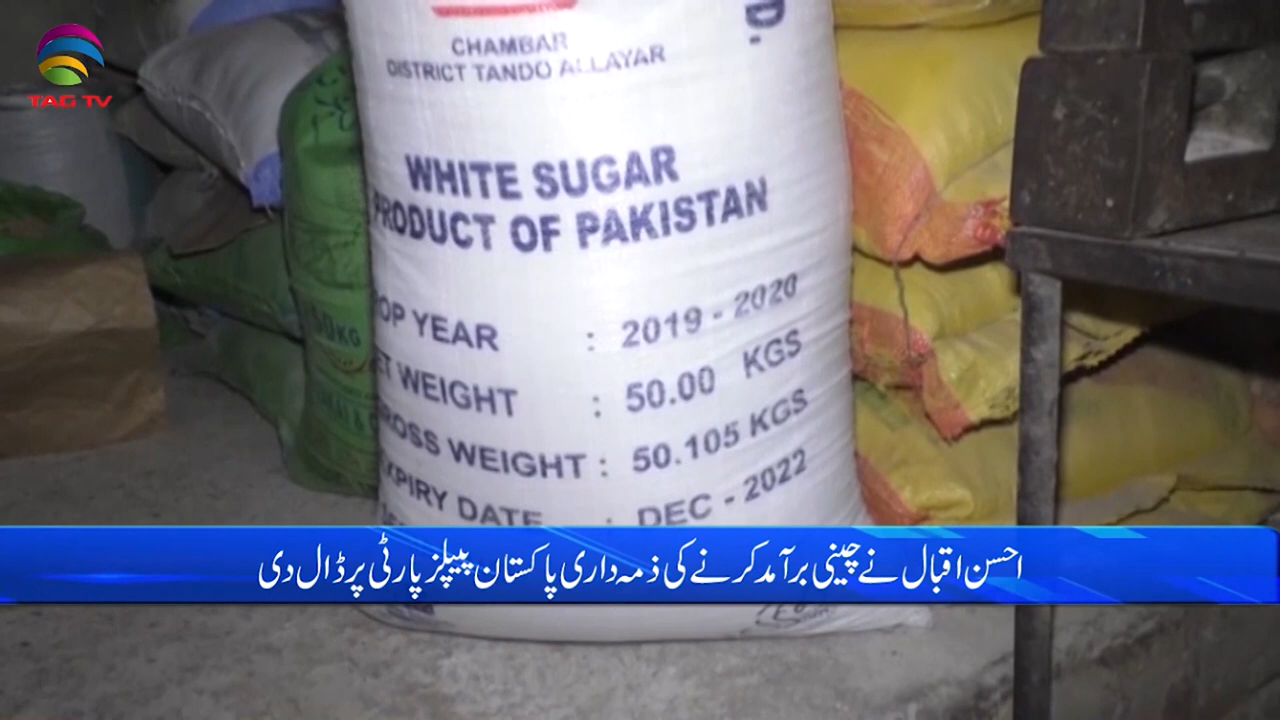 TAG TV
D.
CHAMBAR
DISTRICT TANDO ALLAYAR
WHITE SUGAR
PRODUCT OF PAKISTAN
OP YEAR : 2019 - 2020
ET WEIGHT : 50.00 KGS
GROSS WEIGHT : 50.105 KGS
XPIRY DATE : DEC - 2022
50KG
احسن اقبال نے چینی برآمد کرنے کی ذمہ داری پاکستان پیپلز پارٹی پر ڈال دی